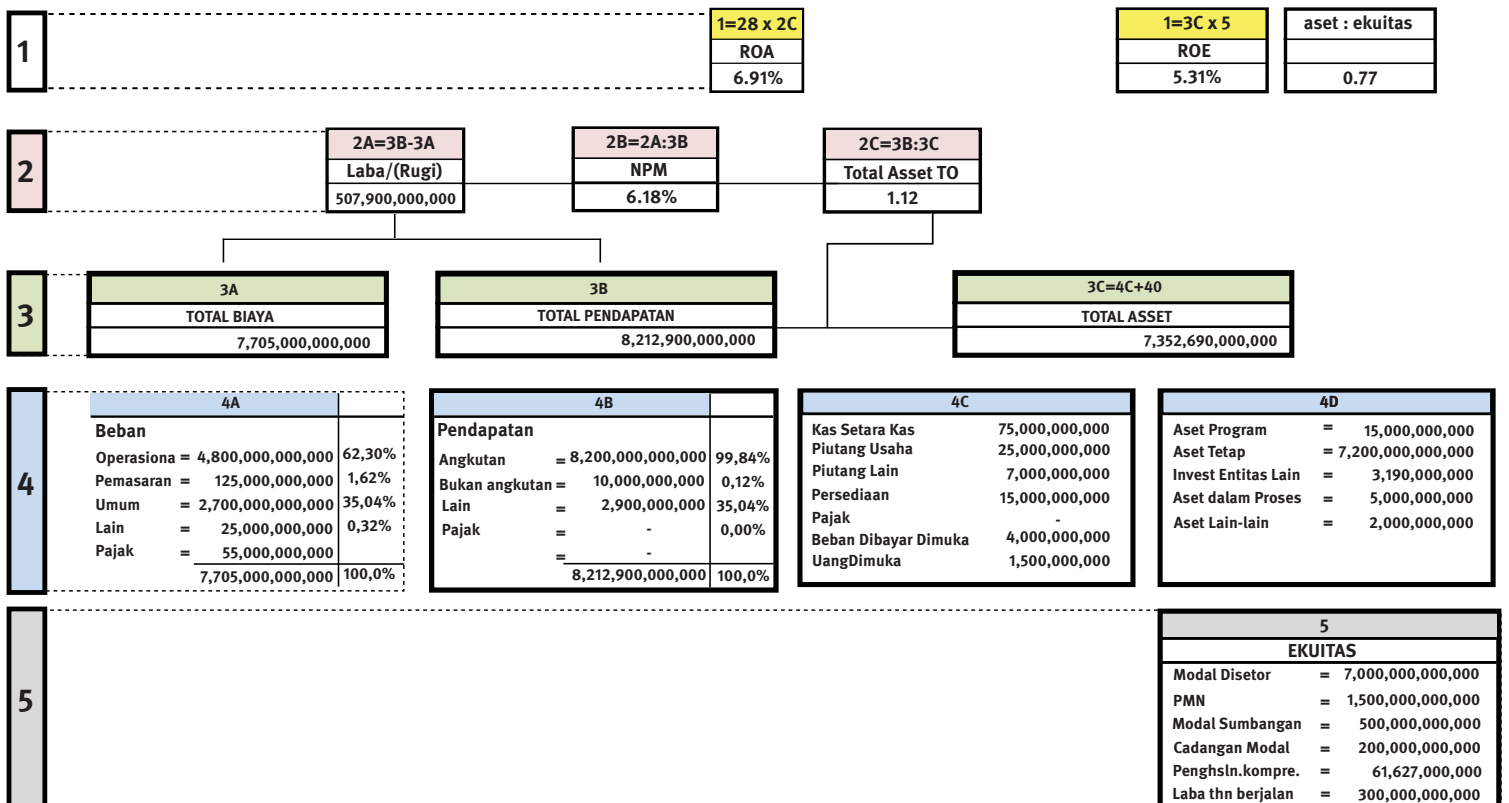 1
1=28 x 2C
ROA
6.91%
1=3C x 5
ROE
5.31%
aset : ekuitas
0.77
2
2A=3B-3A
Laba/(Rugi)
507,900,000,000
2B=2A:3B
NPM
6.18%
2C=3B:3C
Total Asset TO
1.12
3
3A
TOTAL BIAYA
7,705,000,000,000
3B
TOTAL PENDAPATAN
8,212,900,000,000
3C=4C+40
TOTAL ASSET
7,352,690,000,000
4
4A
Beban
Operasiona = 4,800,000,000,000 62,30%
Pemasaran = 125,000,000,000 1,62%
Umum = 2,700,000,000,000 35,04%
Lain = 25,000,000,000 0,32%
Pajak = 55,000,000,000
7,705,000,000,000 100,0%
4B
Pendapatan
Angkutan = 8,200,000,000,000 99,84%
Bukan angkutan = 10,000,000,000 0,12%
Lain = 2,900,000,000 35,04%
Pajak = - 0,00%
= -
8,212,900,000,000 100,0%
4C
Kas Setara Kas 75,000,000,000
Piutang Usaha 25,000,000,000
Piutang Lain 7,000,000,000
Persediaan 15,000,000,000
Pajak -
Beban Dibayar Dimuka 4,000,000,000
UangDimuka 1,500,000,000
4D
Aset Program = 15,000,000,000
Aset Tetap = 7,200,000,000,000
Invest Entitas Lain = 3,190,000,000
Aset dalam Proses = 5,000,000,000
Aset Lain-lain = 2,000,000,000
5
5
EKUITAS
Modal Disetor = 7,000,000,000,000
PMN = 1,500,000,000,000
Modal Sumbangan = 500,000,000,000
Cadangan Modal = 200,000,000,000
Penghsln.kompre. = 61,627,000,000
Laba thn berjalan = 300,000,000,000